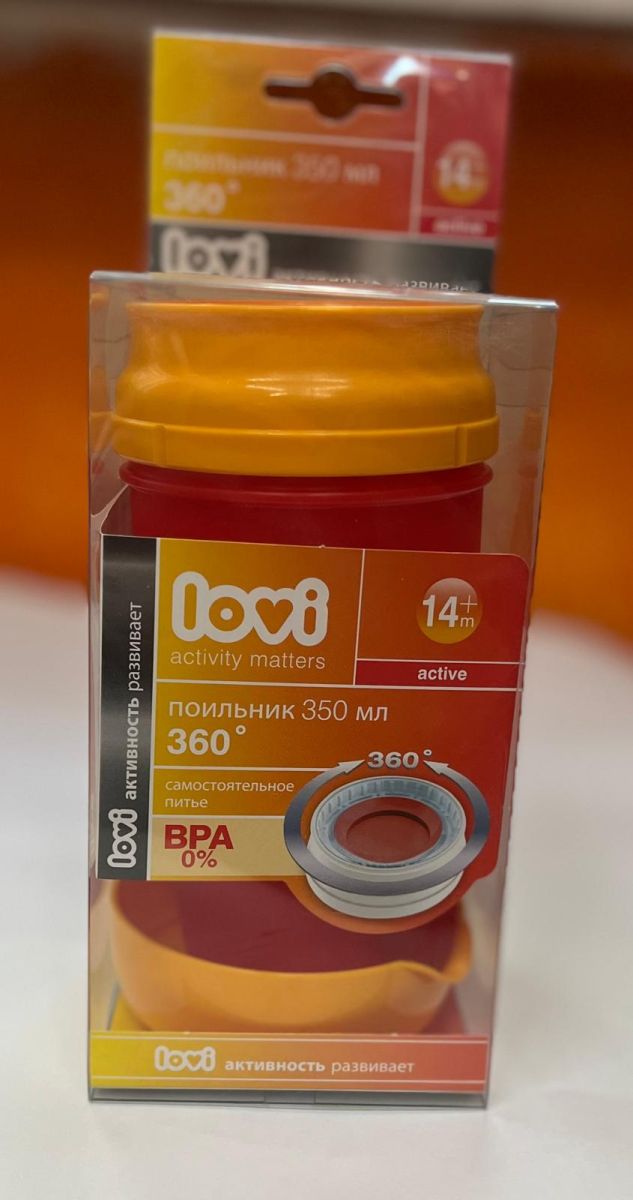 поильник 350 мл
360°
14+
active
lovi
lovi
activity matters
14+
m
active
lovi активность развивает
поильник 350 мл
360°
360°
самостоятельное
питье
BPA
0%
lovi активность развивает